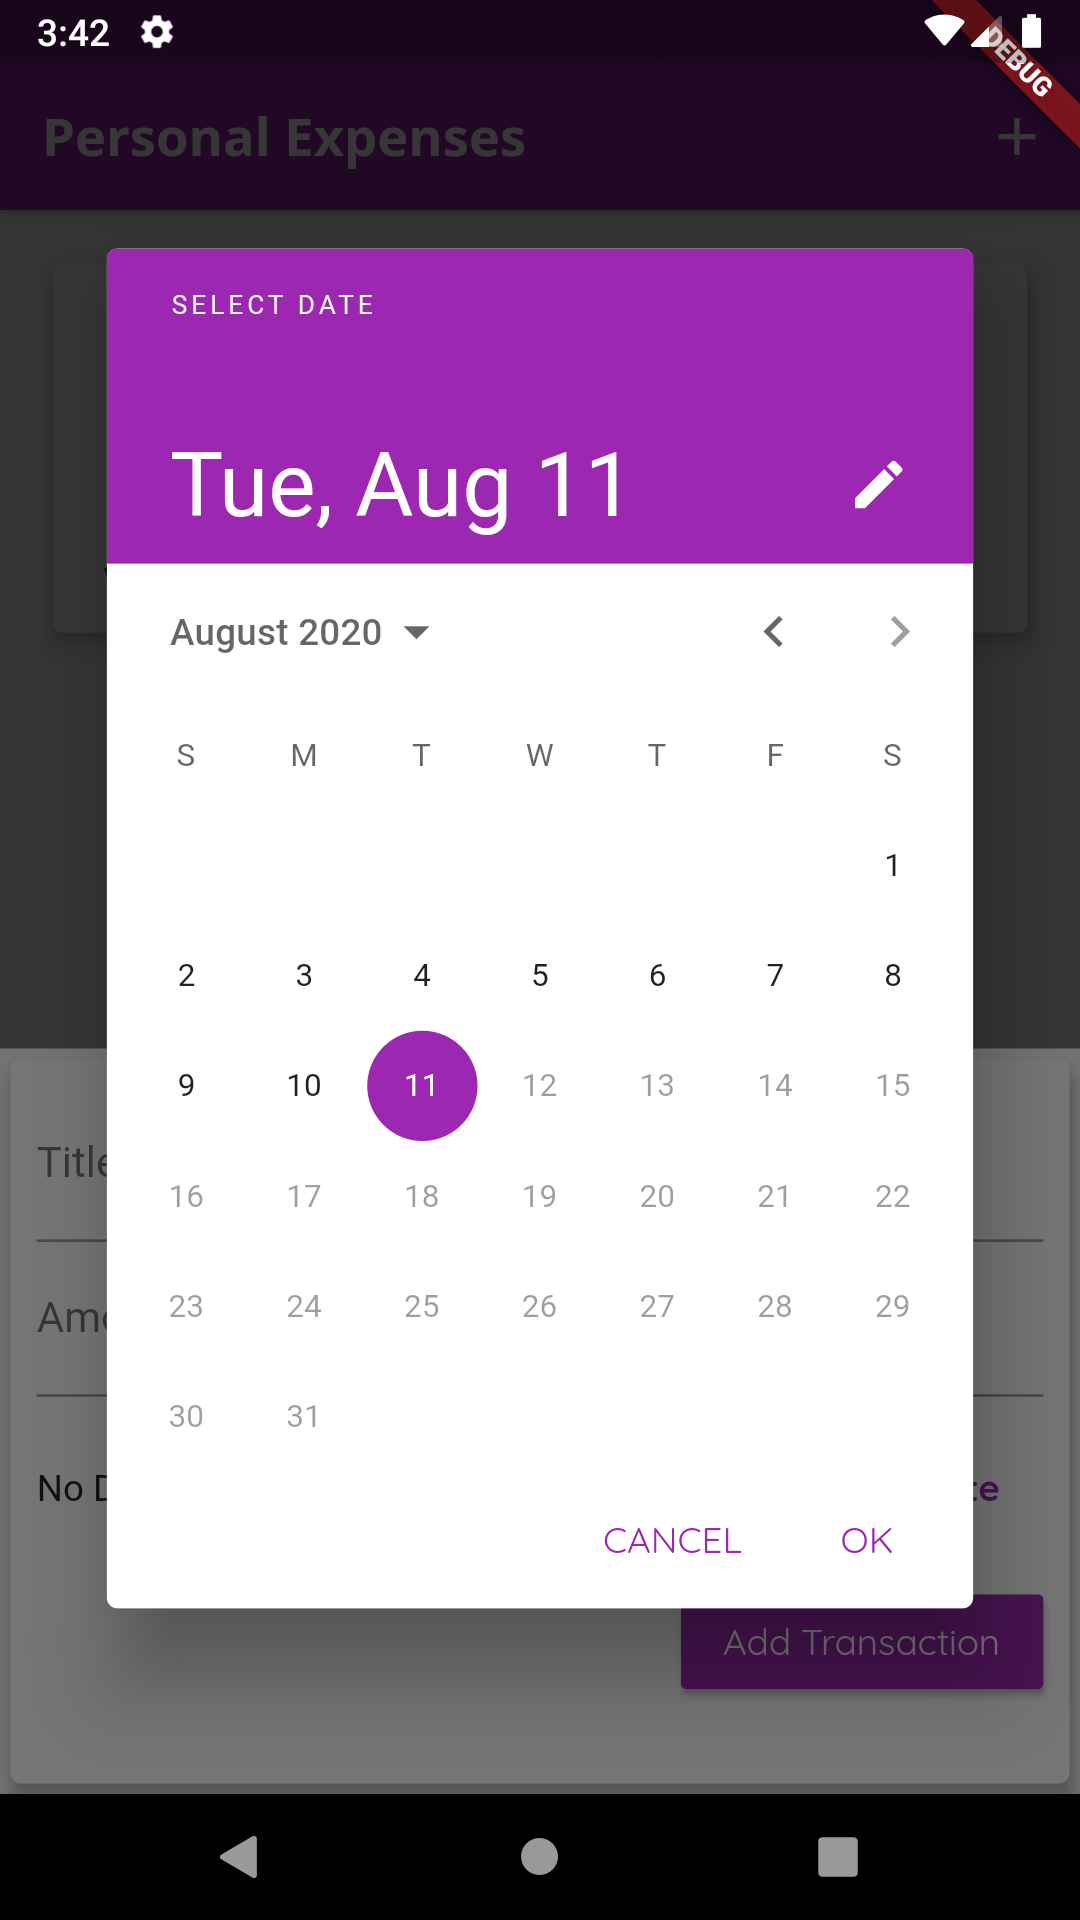 3:42
DEBUG
Personal Expenses
SELECT DATE
Tue, Aug 11
August 2020
S M T W T F S
1
2 3 4 5 6 7 8
9 10 11 12 13 14 15
16 17 18 19 20 21 22
23 24 25 26 27 28 29
30 31
Title
No
CANCEL OK
Add Transaction